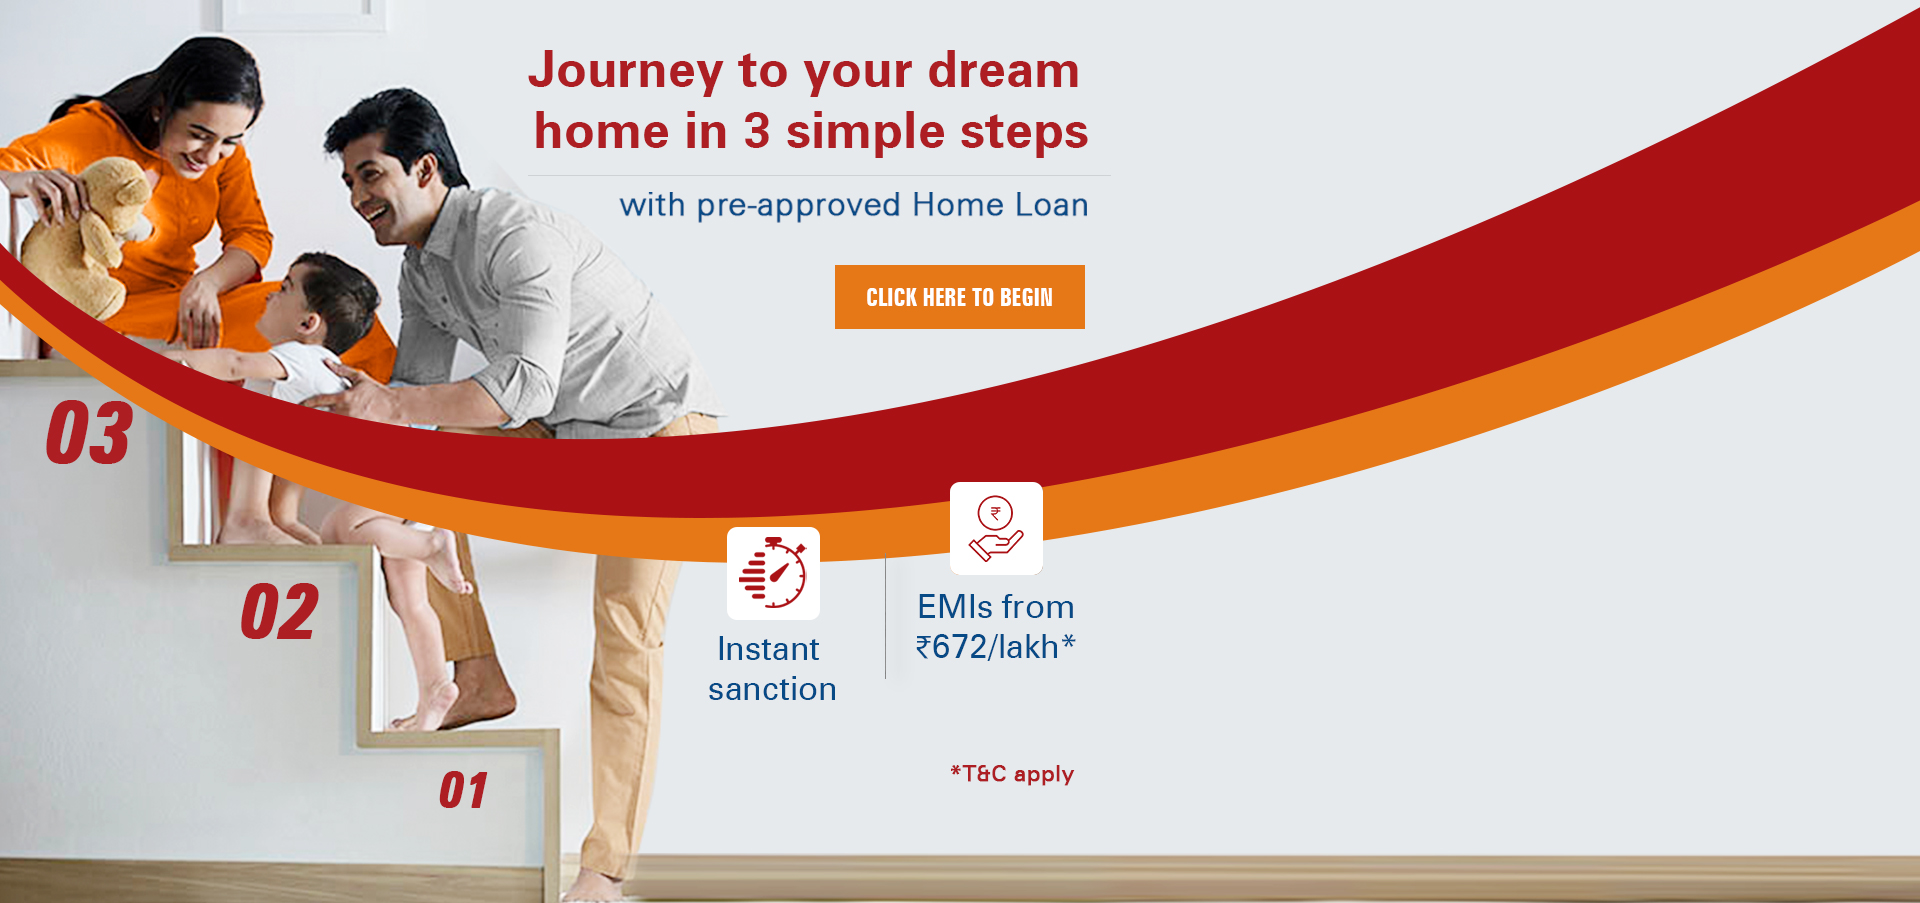 Journey to your dream
home in 3 simple steps
with pre-approved Home Loan
CLICK HERE TO BEGIN
03
02
01
Instant
sanction
₹
EMIs from
₹672/lakh*
*T&C apply